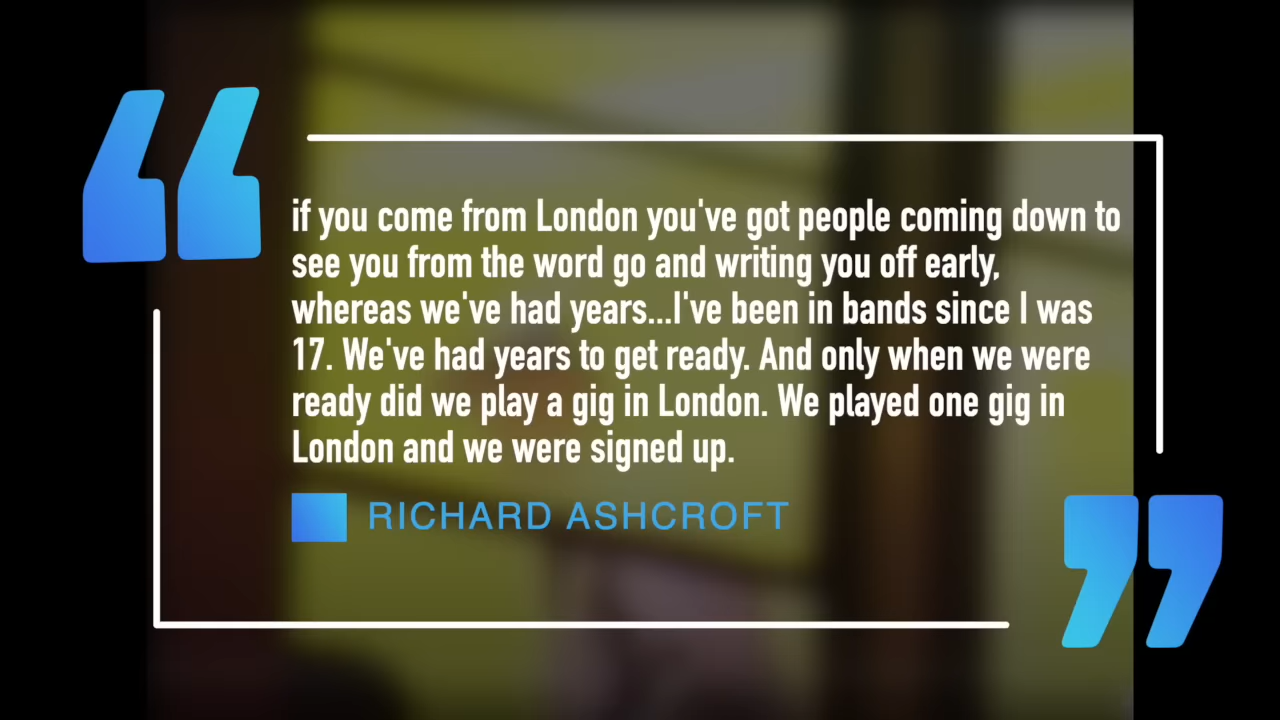 if you come from London you've got people coming down to
see you from the word go and writing you off early,
whereas we've had years...I've been in bands since I was
17. We've had years to get ready. And only when we were
ready did we play a gig in London. We played one gig in
London and we were signed up.
RICHARD ASHCROFT